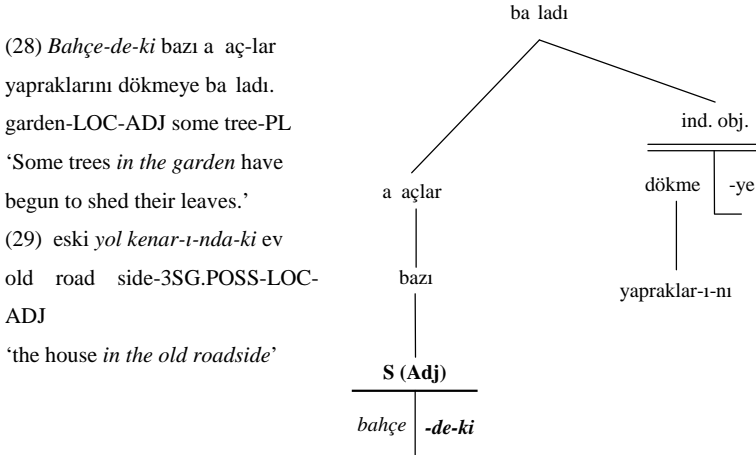 (28) Bahçe-de-ki bazı a aç-lar
yapraklarını dökmeye ba ladı.
garden-LOC-ADJ some tree-PL
‘Some trees in the garden have
begun to shed their leaves.’
(29) eski yol kenar-ı-nda-ki ev
old road side-3SG.POSS-LOC-
ADJ
‘the house in the old roadside’
ba ladı
ind. obj.
a açlar
dökme -ye
bazı
yapraklar-ı-nı
S (Adj)
bahçe -de-ki